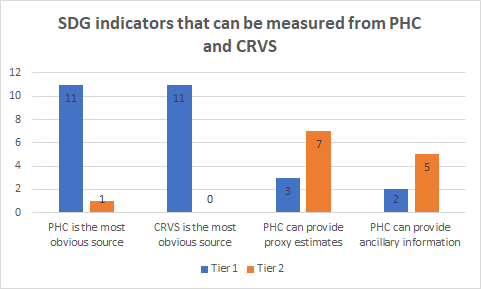 SDG indicators that can be measured from PHC
and CRVS
12
10
8
6
4
2
0
11
1
11
0
3
7
2
5
PHC is the most
obvious source
CRVS is the most
obvious source
PHC can provide
proxy estimates
PHC can provide
ancillary information
Tier 1
Tier 2